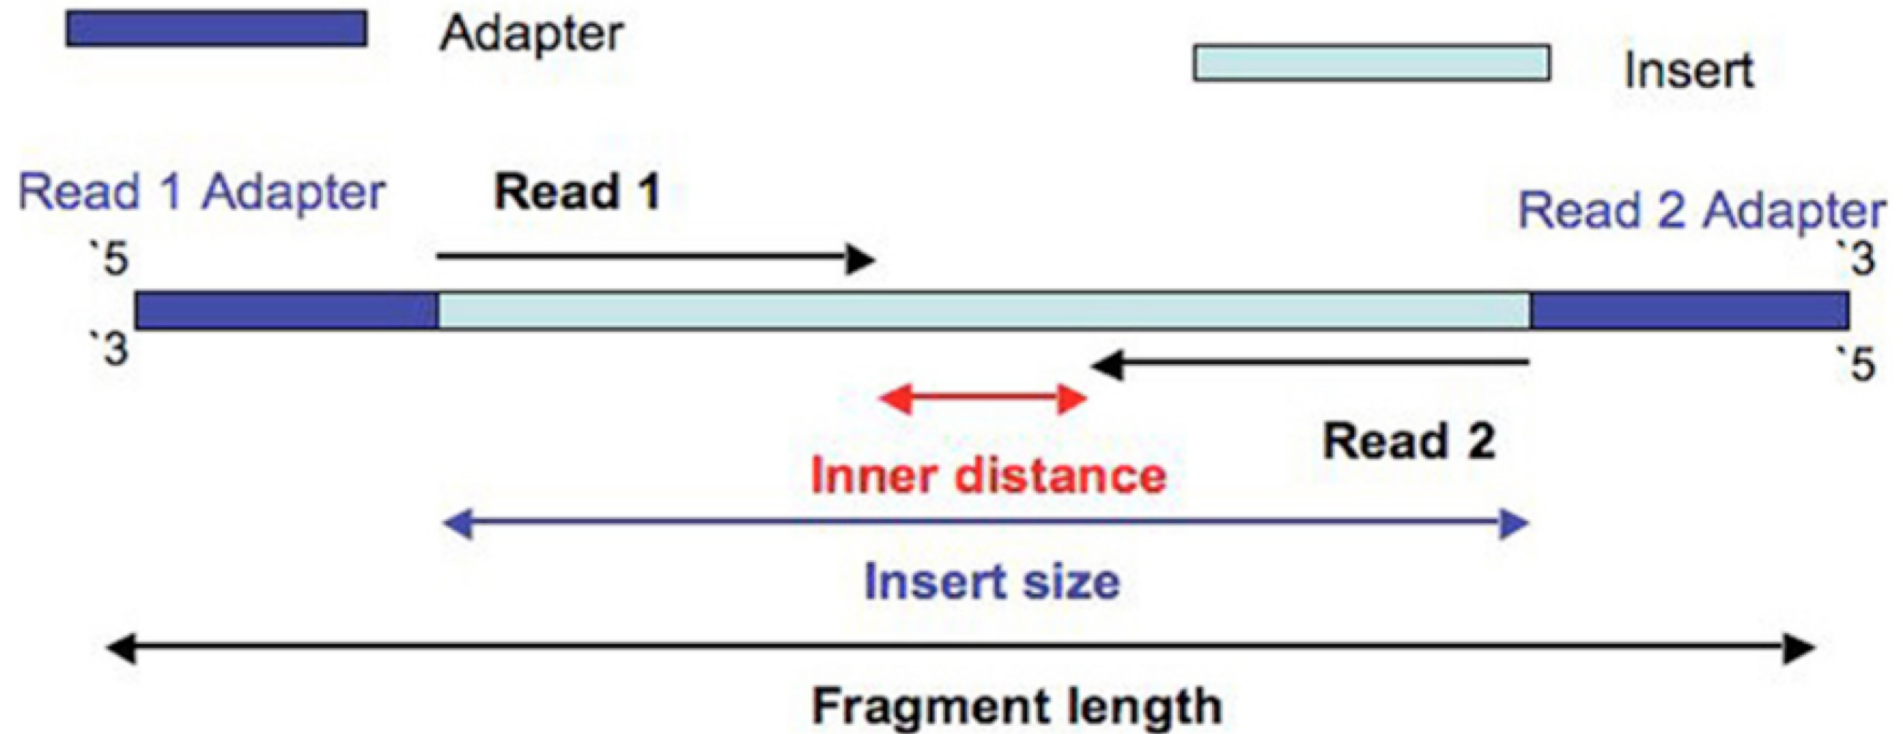 Adapter
Insert
Read 1 Adapter
Read 1
Read 2 Adapter
`5
`3
`3
`5
Read 2
Inner distance
Insert size
Fragment length